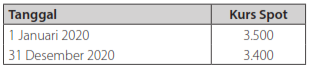 Tanggal Kurs Spot
1 Januari 2020 3.500
31 Desember 2020 3.400